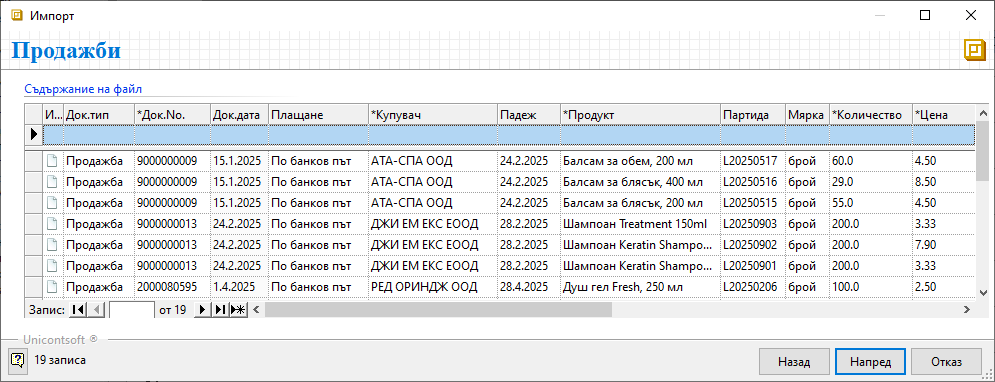 Импорт
Продажби
Съдържание на файл
И... Док.тип *Док.No. Док.дата Плащане *Купувач Падеж *Продукт Партида Мярка *Количество *Цена
Продажба 9000000009 15.1.2025 По банков път АТА-СПА ООД 24.2.2025 Балсам за обем, 200 мл L20250517 брой 60.0 4.50
Продажба 9000000009 15.1.2025 По банков път АТА-СПА ООД 24.2.2025 Балсам за блясък, 400 мл L20250516 брой 29.0 8.50
Продажба 9000000009 15.1.2025 По банков път АТА-СПА ООД 24.2.2025 Балсам за блясък, 200 мл L20250515 брой 55.0 4.50
Продажба 9000000013 24.2.2025 По банков път ДЖИ ЕМ ЕКС ЕООД 28.2.2025 Шампоан Treatment 150ml L20250903 брой 200.0 3.33
Продажба 9000000013 24.2.2025 По банков път ДЖИ ЕМ ЕКС ЕООД 28.2.2025 Шампоан Keratin Shampo... L20250902 брой 200.0 7.90
Продажба 9000000013 24.2.2025 По банков път ДЖИ ЕМ ЕКС ЕООД 28.2.2025 Шампоан Keratin Shampo... L20250901 брой 200.0 3.33
Продажба 2000080595 1.4.2025 По банков път РЕД ОРИНДЖ ООД 28.4.2025 Душ гел Fresh, 250 мл L20250206 брой 100.0 2.50
Запис: от 19
Unicontsoft ®
19 записа Назад Напред Отказ